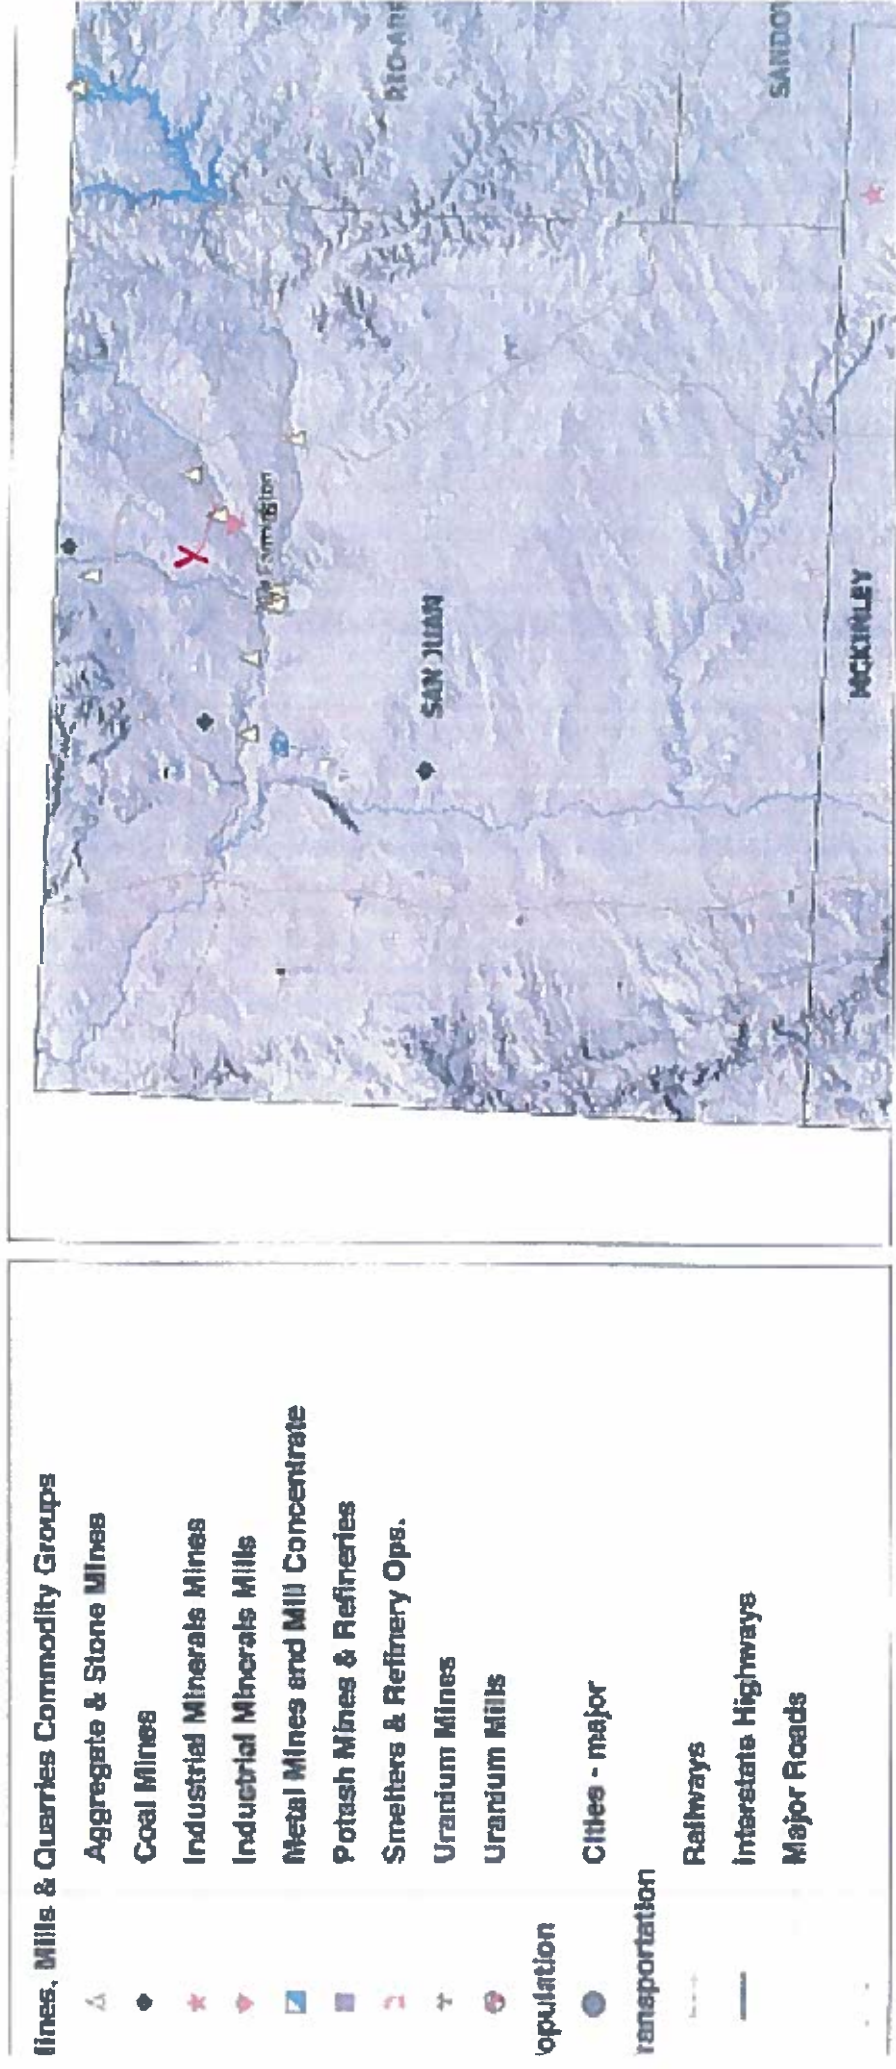 lines, Mills & Quarries Commodity Groups
Aggregate & Stone Mines
Coal Mines
Industrial Minerals Mines
Industrial Minerals Mills
Metal Mines and Mill Concentrate
Potash Mines & Refineries
Smelters & Refinery Ops.
Uranium Mines
Uranium Mills
opulation
Cities - major
ransportation
Railways
Interstate Highways
Major Roads
RIO ARR
SANDOV
Farmington
SAN JUAN
MCKINLEY
Y